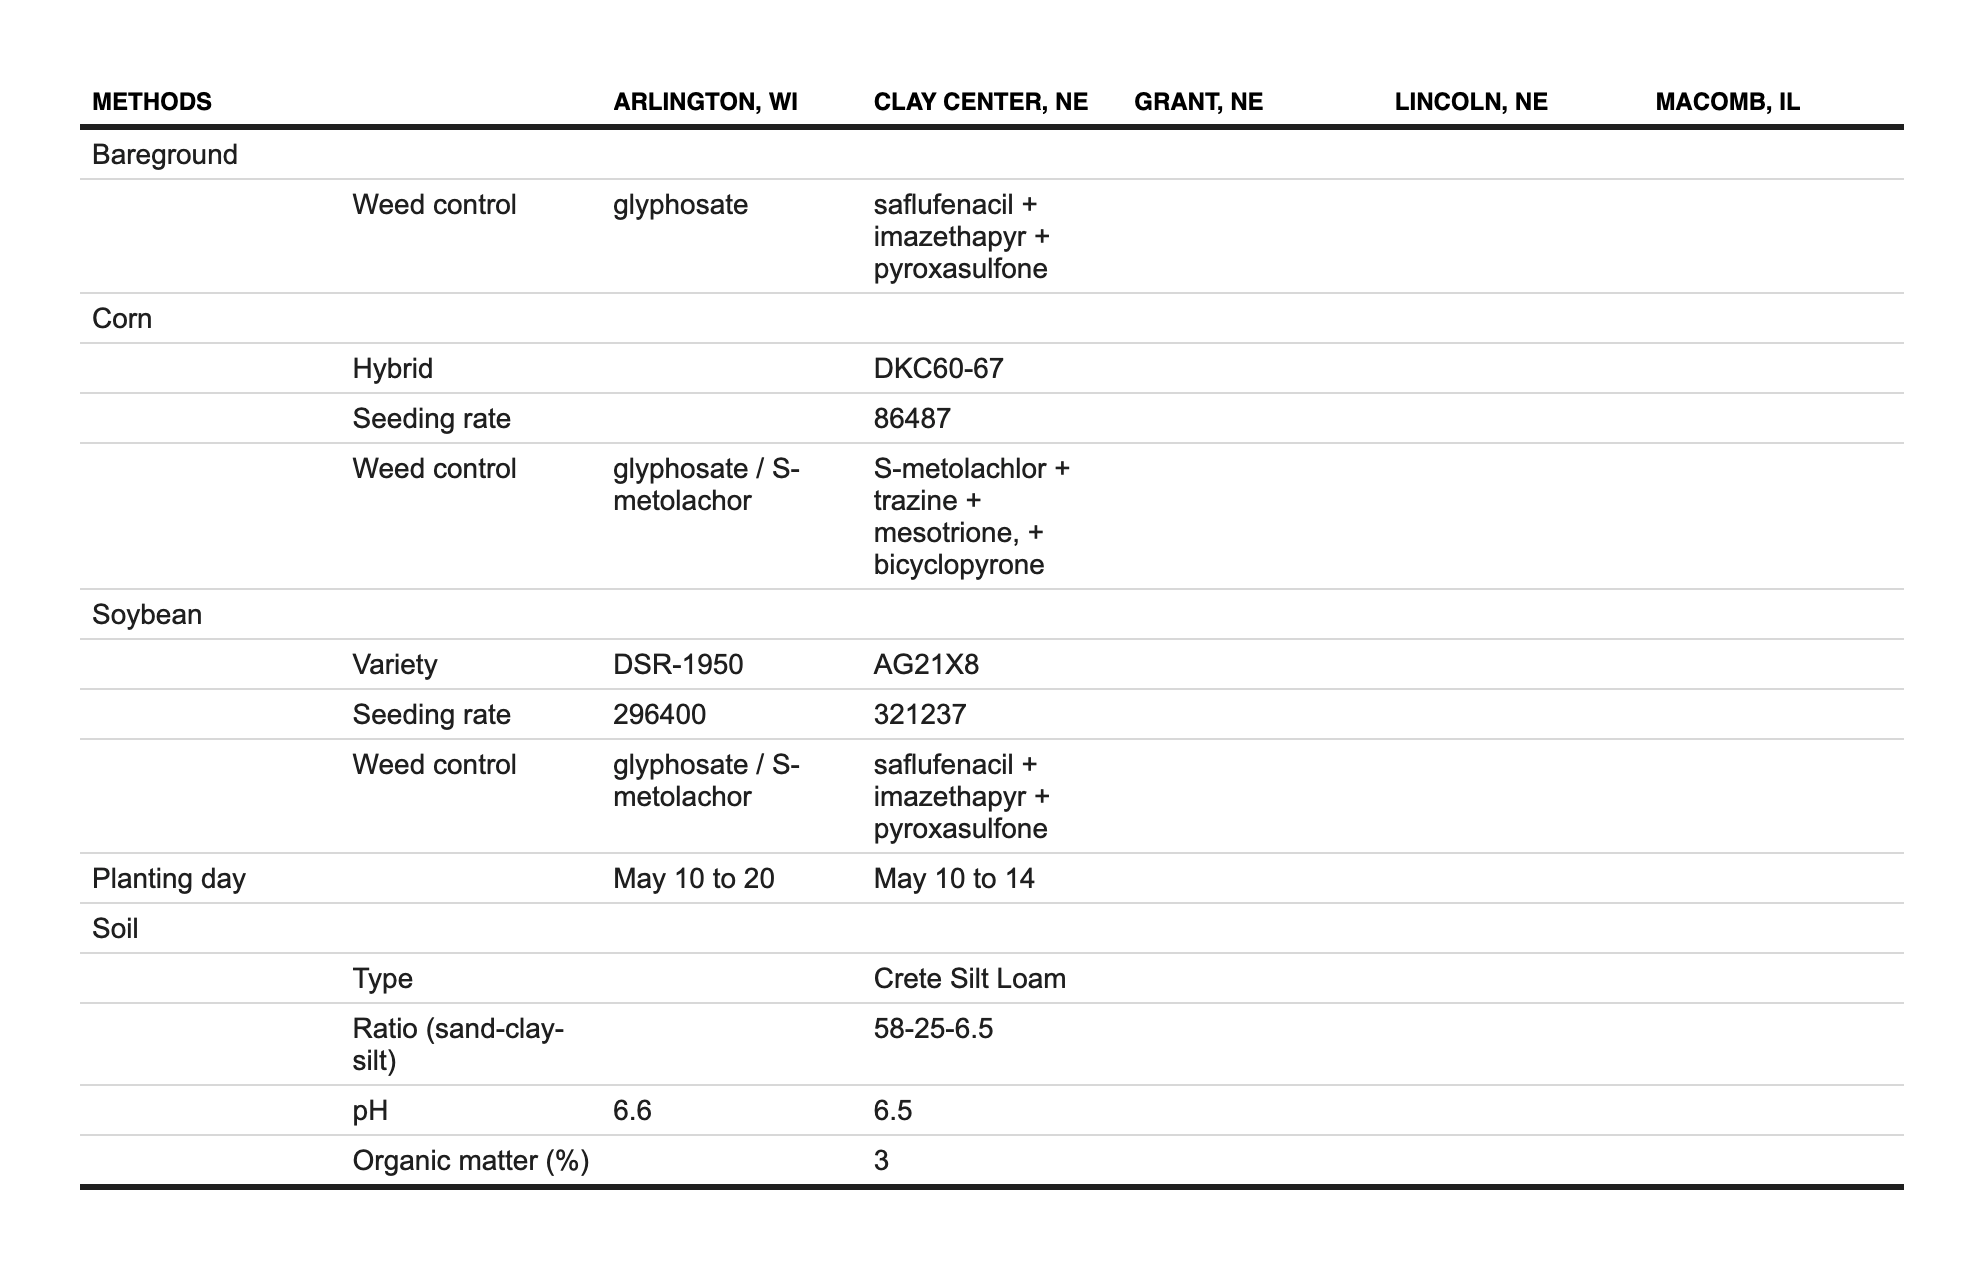 METHODS ARLINGTON, WI CLAY CENTER, NE GRANT, NE LINCOLN, NE MACOMB, IL
Bareground
Weed control glyphosate saflufenacil +
imazethapyr +
pyroxasulfone
Corn
Hybrid DKC60-67
Seeding rate 86487
Weed control glyphosate / S- S-metolachlor +
metolachor trazine +
mesotrione, +
bicyclopyrone
Soybean
Variety DSR-1950 AG21X8
Seeding rate 296400 321237
Weed control glyphosate / S- saflufenacil +
metolachor imazethapyr +
pyroxasulfone
Planting day May 10 to 20 May 10 to 14
Soil
Type Crete Silt Loam
Ratio (sand-clay- 58-25-6.5
silt)
pH 6.6 6.5
Organic matter (%) 3